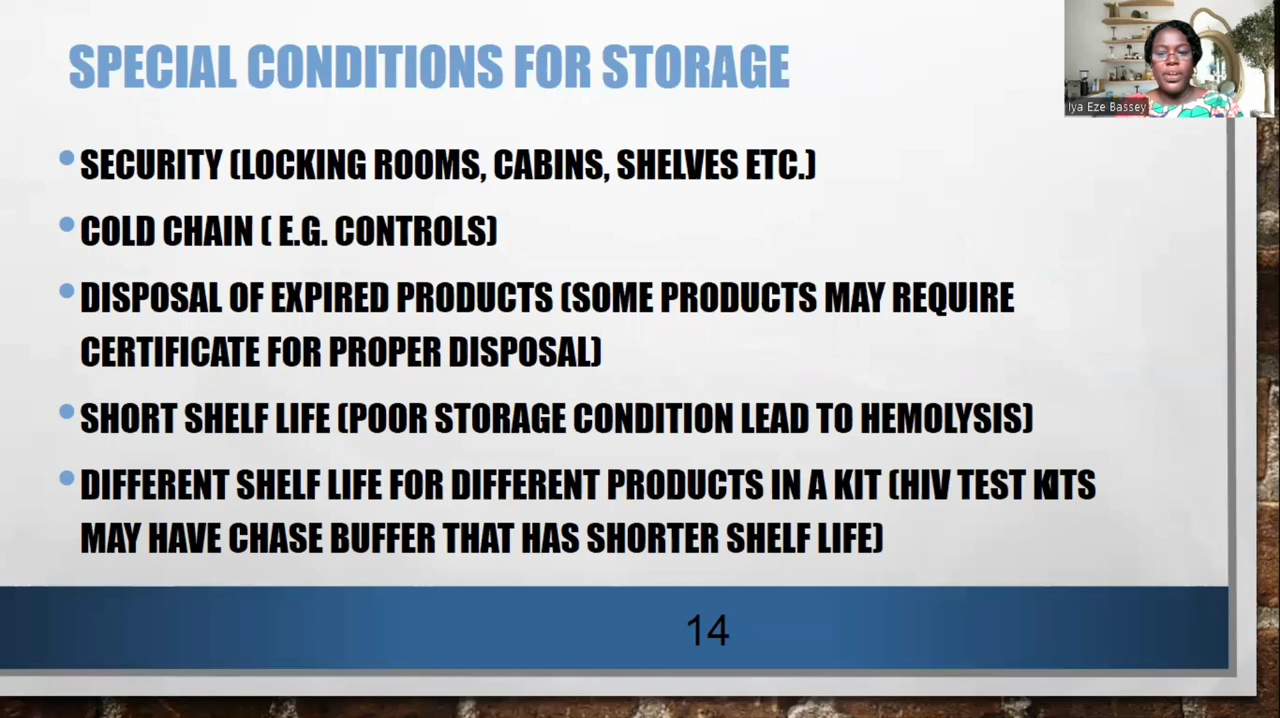 SPECIAL CONDITIONS FOR STORAGE
Iya Eze Bassey
• SECURITY (LOCKING ROOMS, CABINS, SHELVES ETC.)
• COLD CHAIN ( E.G. CONTROLS)
• DISPOSAL OF EXPIRED PRODUCTS (SOME PRODUCTS MAY REQUIRE
CERTIFICATE FOR PROPER DISPOSAL)
• SHORT SHELF LIFE (POOR STORAGE CONDITION LEAD TO HEMOLYSIS)
• DIFFERENT SHELF LIFE FOR DIFFERENT PRODUCTS IN A KIT (HIV TEST KITS
MAY HAVE CHASE BUFFER THAT HAS SHORTER SHELF LIFE)
14